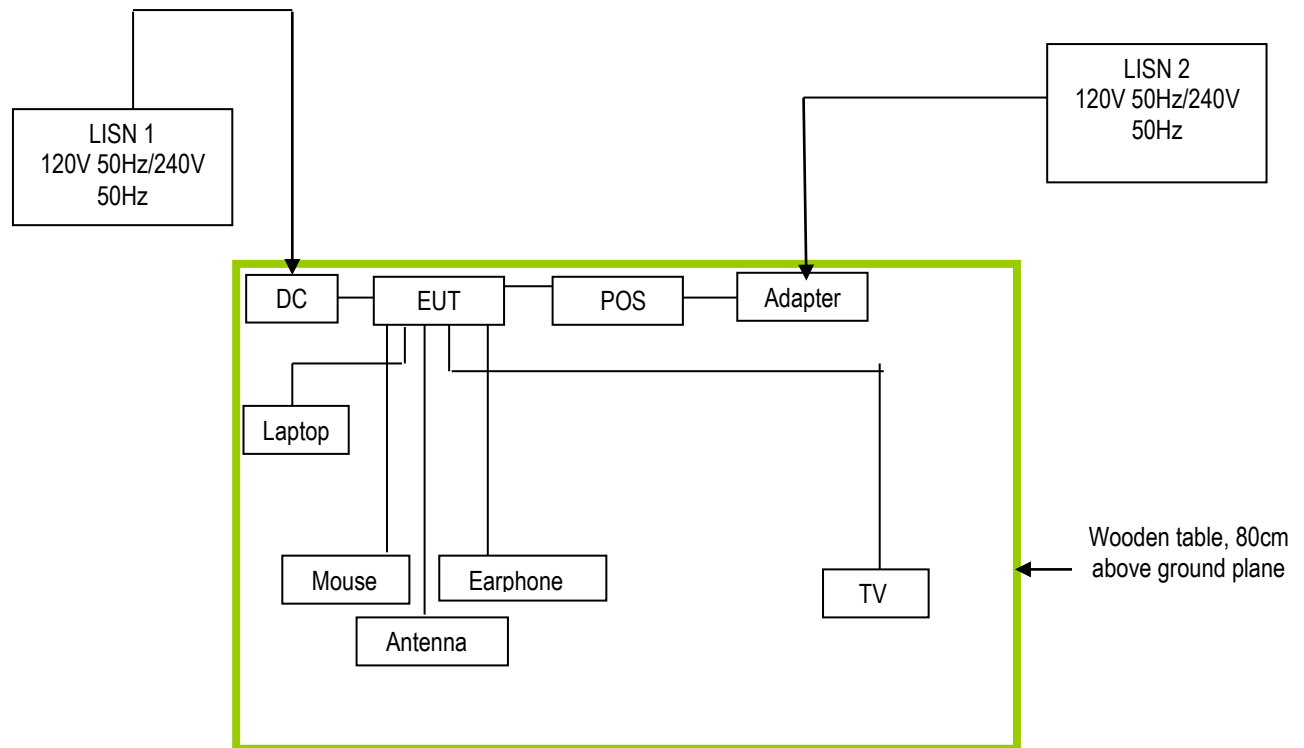 LISN 1
120V 50Hz/240V
50Hz
LISN 2
120V 50Hz/240V
50Hz
DC
EUT
POS
Adapter
Laptop
Mouse
Earphone
Antenna
TV
Wooden table, 80cm
above ground plane